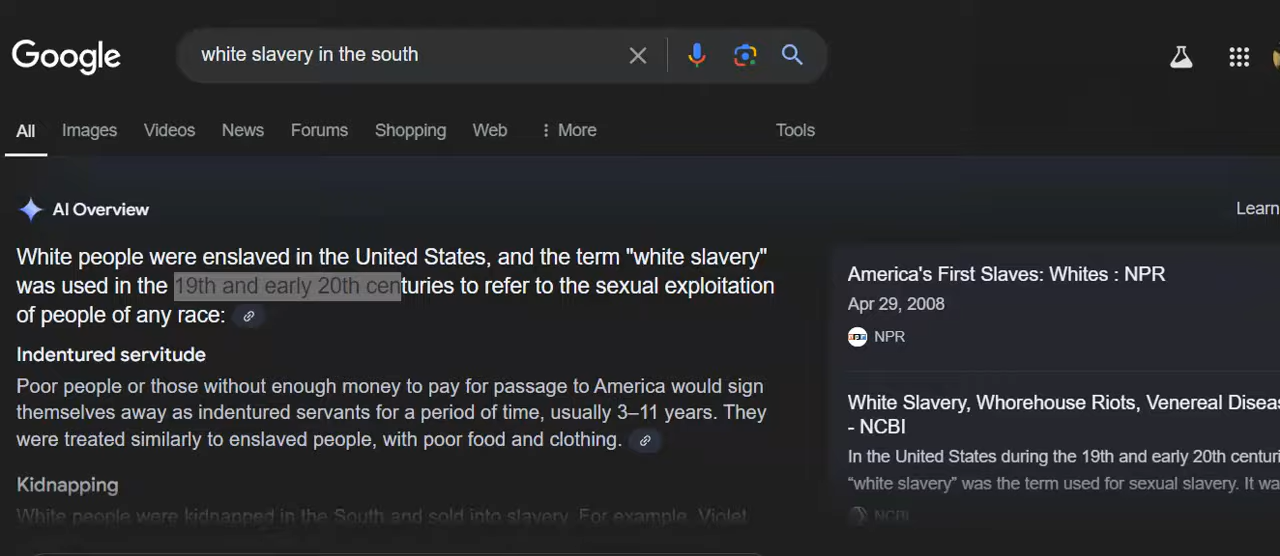 Google
white slavery in the south
All Images Videos News Forums Shopping Web More Tools
AI Overview
Learn
White people were enslaved in the United States, and the term "white slavery"
was used in the 19th and early 20th centuries to refer to the sexual exploitation
of people of any race:
Indentured servitude
Poor people or those without enough money to pay for passage to America would sign
themselves away as indentured servants for a period of time, usually 3–11 years. They
were treated similarly to enslaved people, with poor food and clothing.
Kidnapping
White people were kidnapped in the South and sold into slavery. For example, Violet
America's First Slaves: Whites : NPR
Apr 29, 2008
NPR
White Slavery, Whorehouse Riots, Venereal Diseas
- NCBI
In the United States during the 19th and early 20th centuri
“white slavery” was the term used for sexual slavery. It wa
NCBI